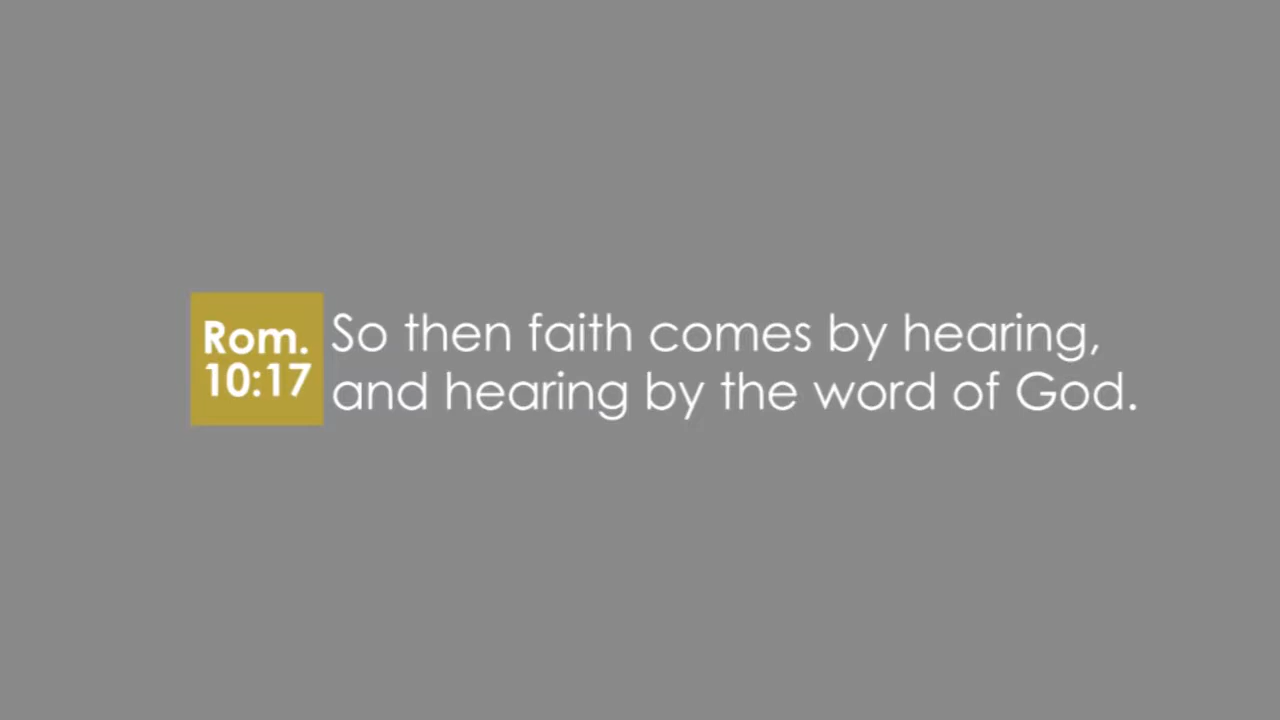 Rom.
10:17
So then faith comes by hearing,
and hearing by the word of God.